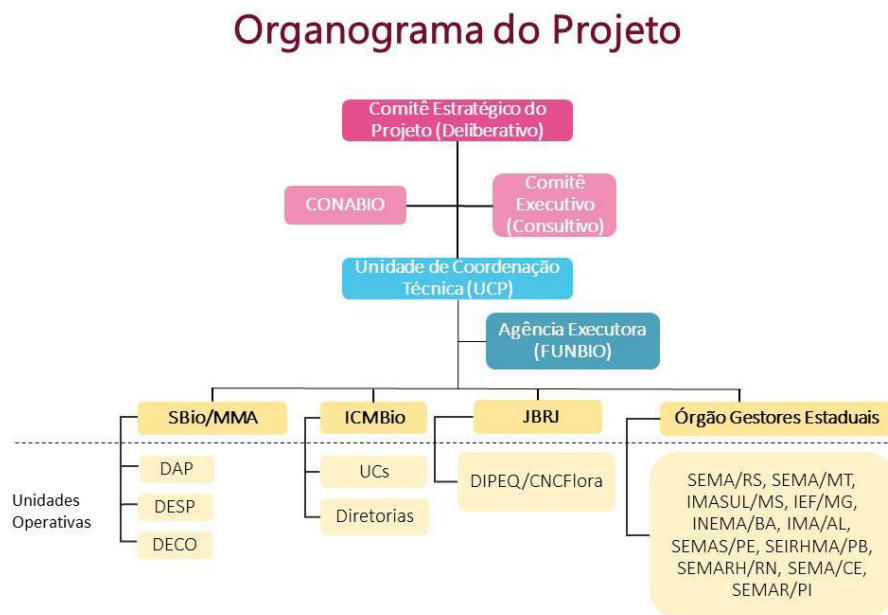 Organograma do Projeto
Comitê Estratégico do
Projeto (Deliberativo)
CONABIO
Comitê
Executivo
(Consultivo)
Unidade de Coordenação
Técnica (UCP)
Agência Executora
(FUNBIO)
SBio/MMA
ICMBio
JBRJ
Órgão Gestores Estaduais
Unidades
Operativas
DAP
DESP
DECO
UCs
Diretorias
DIPEQ/CNCFlora
SEMA/RS, SEMA/MT,
IMASUL/MS, IEF/MG,
INEMA/BA, IMA/AL,
SEMAS/PE, SEIRHMA/PB,
SEMARH/RN, SEMA/CE,
SEMAR/PI